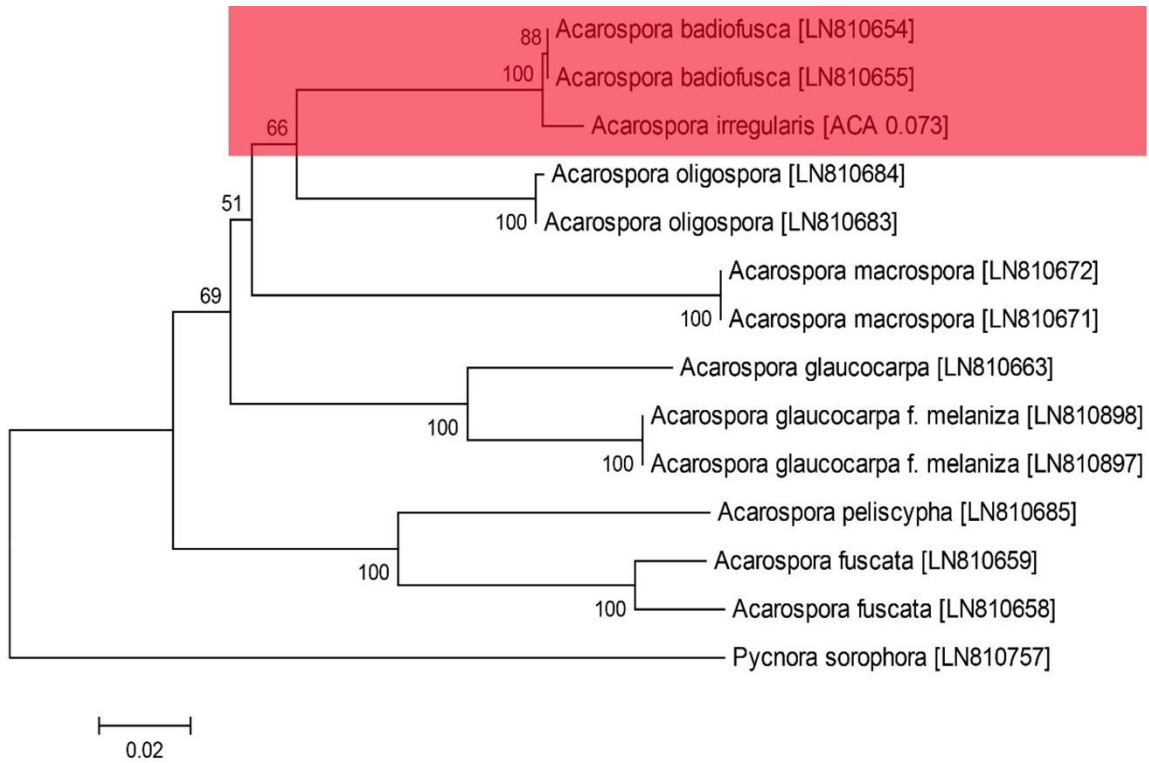 88
Acarospora badiofusca [LN810654]
100
Acarospora badiofusca [LN810655]
Acarospora irregularis [ACA 0.073]
66
Acarospora oligospora [LN810684]
51
100
Acarospora oligospora [LN810683]
Acarospora macrospora [LN810672]
69
100
Acarospora macrospora [LN810671]
Acarospora glaucocarpa [LN810663]
100
Acarospora glaucocarpa f. melaniza [LN810898]
100
Acarospora glaucocarpa f. melaniza [LN810897]
Acarospora peliscypha [LN810685]
100
Acarospora fuscata [LN810659]
100
Acarospora fuscata [LN810658]
Pycnora sorophora [LN810757]
0.02